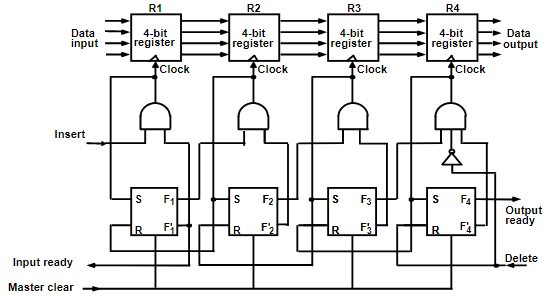 R1 R2 R3 R4
Data input
4-bit register
4-bit register
4-bit register
4-bit register
Data output
Clock Clock Clock Clock
Insert
S F1
R F'1
S F2
R F'2
S F3
R F'3
S F4
R F'4
Output ready
Input ready
Delete
Master clear